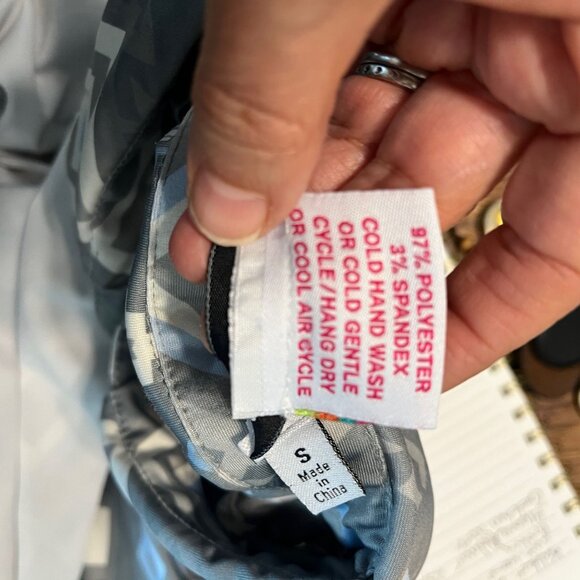 97% POLYESTER
3% SPANDEX
COLD HAND WASH
OR COLD GENTLE
CYCLE/HANG DRY
OR COOL AIR CYCLE
S
Made in
China